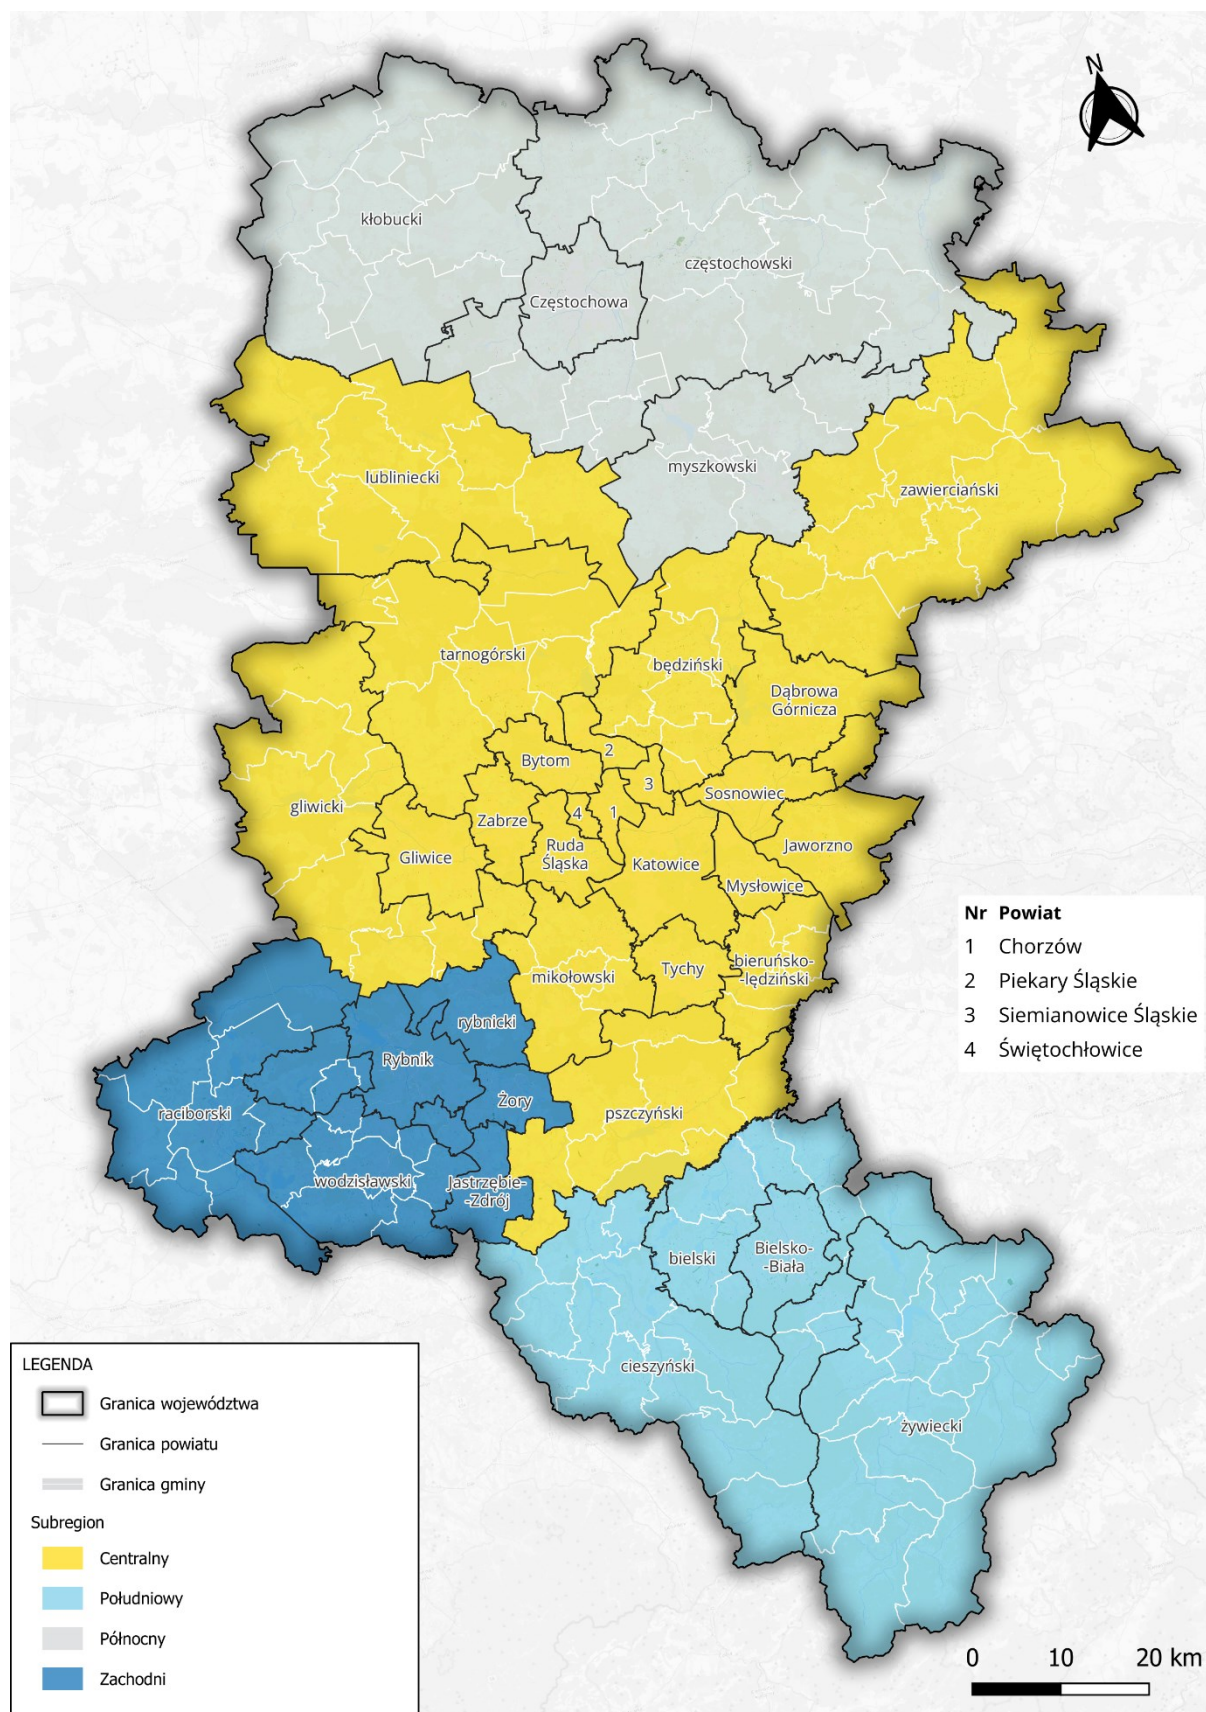 N
kłobucki
częstochowski
Częstochowa
myszkowski
lubliniecki
zawierciański
tarnogórski
będziński
Dąbrowa
Górnicza
Bytom
2
3
Sosnowiec
gliwicki
Zabrze
4
1
Jaworzno
Gliwice
Ruda
Śląska
Katowice
Mysłowice
mikołowski
Tychy
bieruńsko-
-lędziński
rybnicki
Rybnik
Żory
raciborski
pszczyński
wodzisławski
Jastrzębie-
-Zdrój
bielski
Bielsko-
-Biała
cieszyński
żywiecki
Nr Powiat
1 Chorzów
2 Piekary Śląskie
3 Siemianowice Śląskie
4 Świętochłowice
LEGENDA
Granica województwa
Granica powiatu
Granica gminy
Subregion
Centralny
Południowy
Północny
Zachodni
0 10 20 km